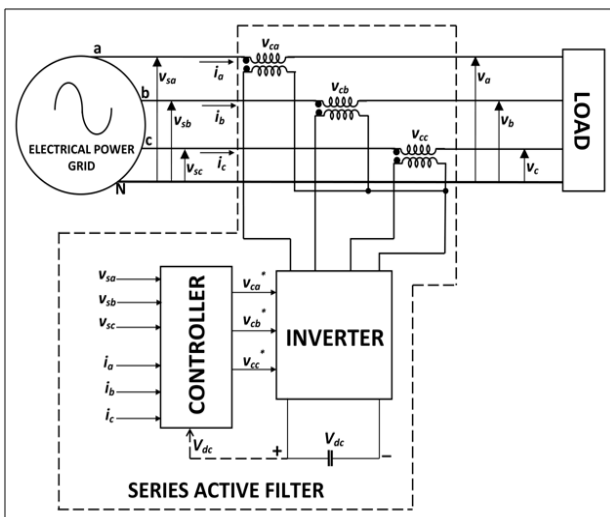 a
v_ca
i_a
v_sa
v_a
b
v_cb
i_b
v_sb
v_b
ELECTRICAL POWER
GRID
LOAD
c
v_cc
i_c
v_sc
v_c
N
v_sa
v_sb
v_sc
i_a
i_b
i_c
CONTROLLER
v_ca*
v_cb*
v_cc*
INVERTER
V_dc
+
V_dc
−
SERIES ACTIVE FILTER